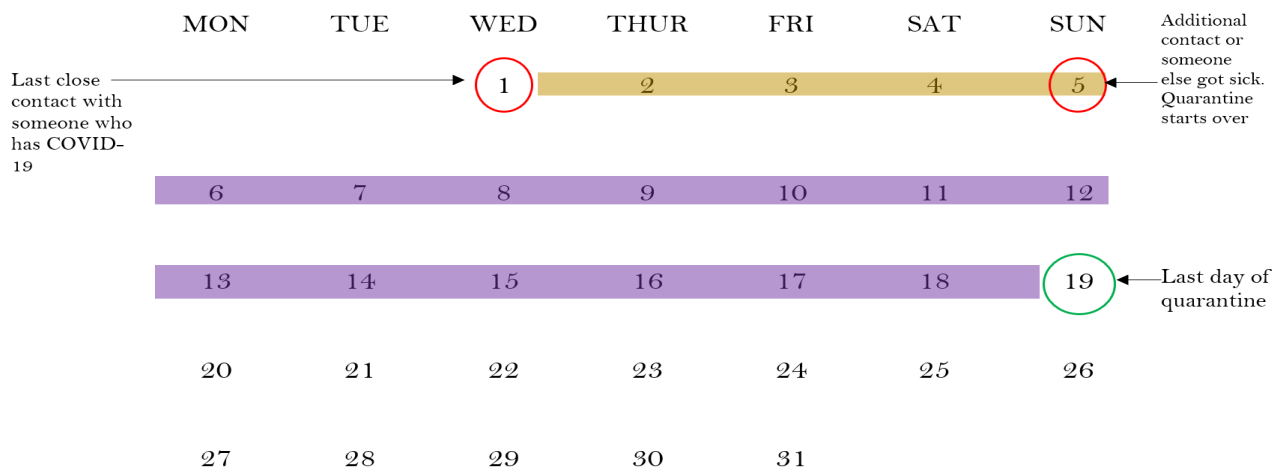 MON TUE WED THUR FRI SAT SUN
Additional
contact or
someone
else got sick.
Quarantine
starts over
Last close
contact with
someone who
has COVID-
19
1 2 3 4 5
6 7 8 9 10 11 12
13 14 15 16 17 18 19
Last day of
quarantine
20 21 22 23 24 25 26
27 28 29 30 31